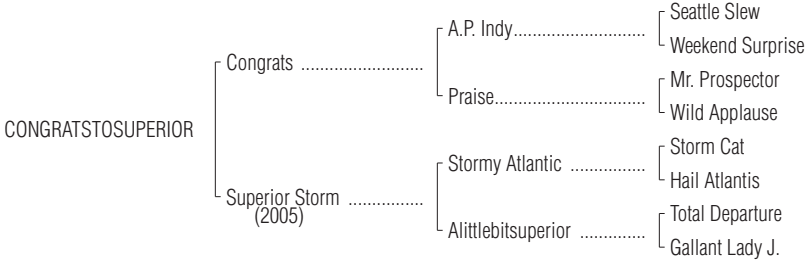 Seattle Slew
A.P. Indy..............................
Weekend Surprise
Congrats ............................
Mr. Prospector
Praise...................................
Wild Applause
CONGRATSTOSUPERIOR
Storm Cat
Stormy Atlantic .................
Hail Atlantis
Superior Storm .................
(2005)
Total Departure
Alittlebitsuperior ...............
Gallant Lady J.